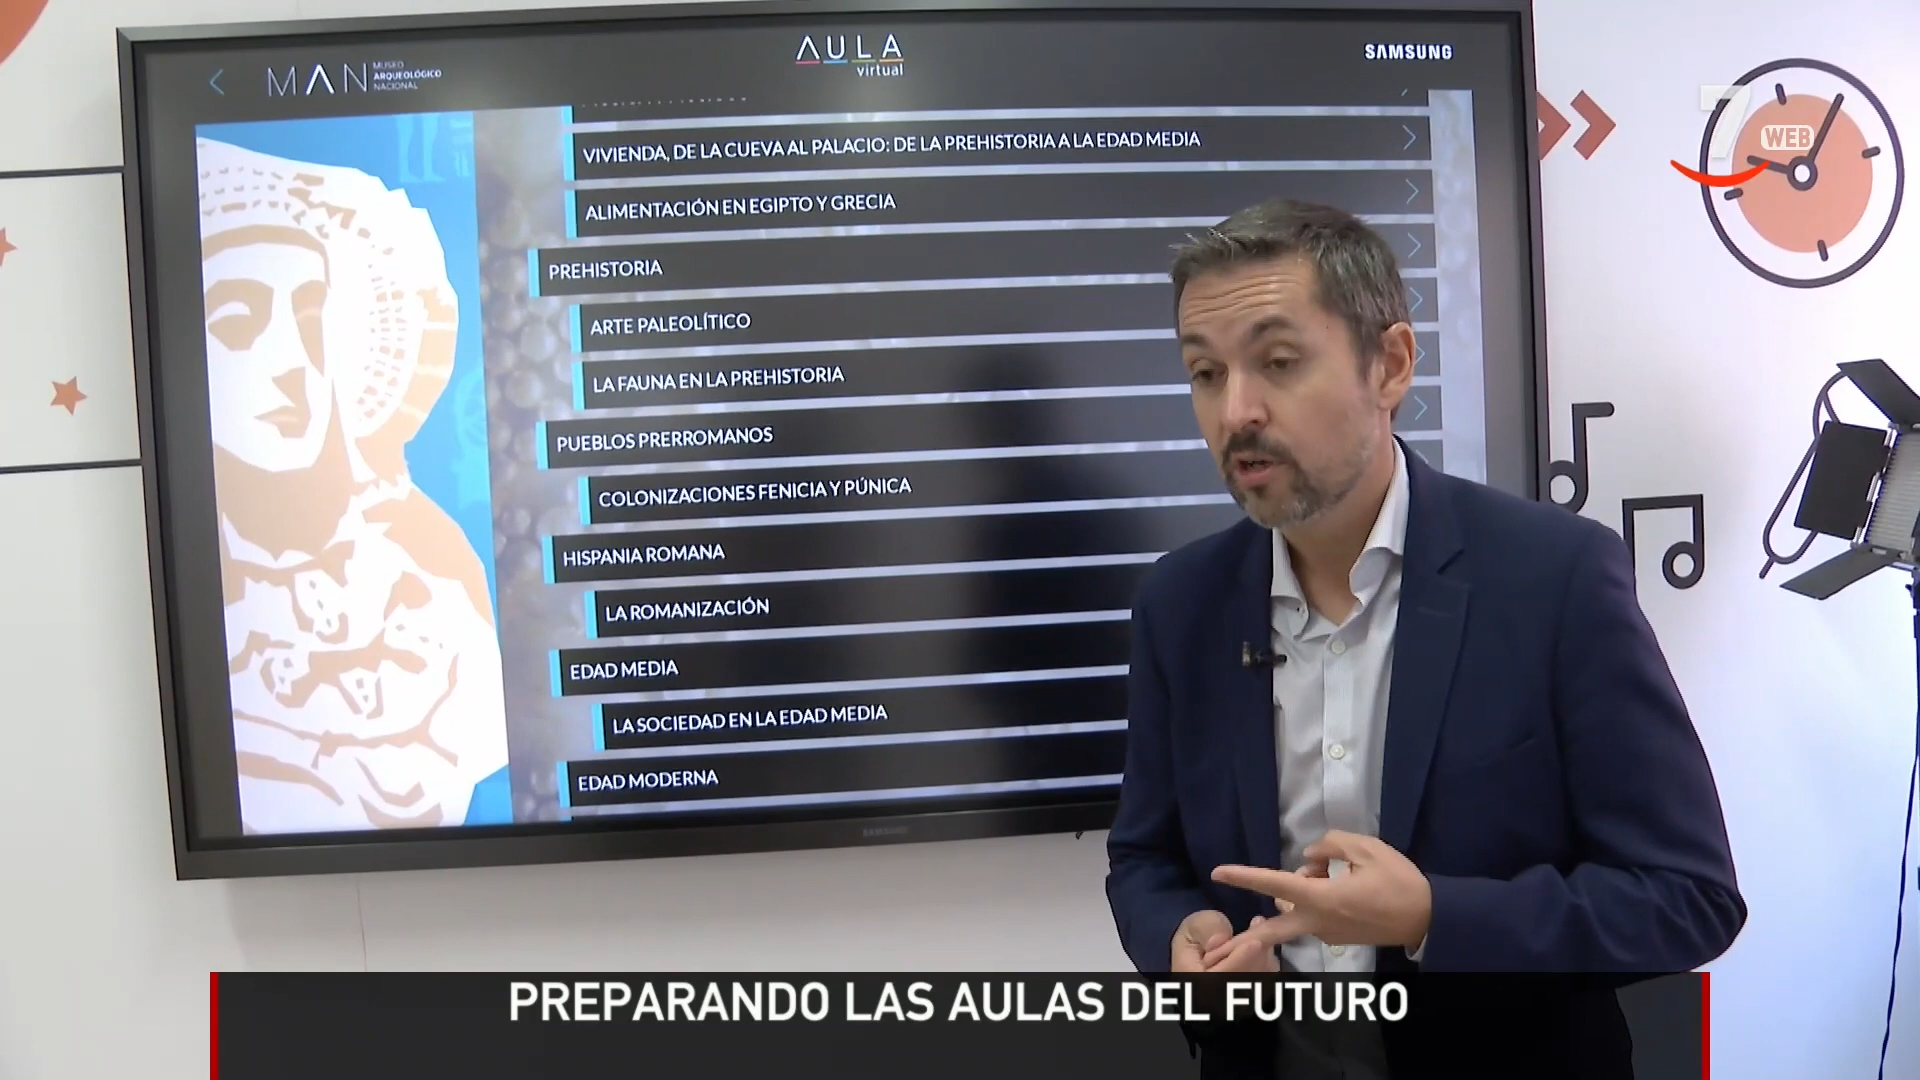 MAN
MUSEO
ARQUEOLÓGICO
NACIONAL
AULA
virtual
SAMSUNG
7
WEB
VIVIENDA, DE LA CUEVA AL PALACIO: DE LA PREHISTORIA A LA EDAD MEDIA
ALIMENTACIÓN EN EGIPTO Y GRECIA
PREHISTORIA
ARTE PALEOLÍTICO
LA FAUNA EN LA PREHISTORIA
PUEBLOS PRERROMANOS
COLONIZACIONES FENICIA Y PÚNICA
HISPANIA ROMANA
LA ROMANIZACIÓN
EDAD MEDIA
LA SOCIEDAD EN LA EDAD MEDIA
EDAD MODERNA
SAMSUNG
PREPARANDO LAS AULAS DEL FUTURO